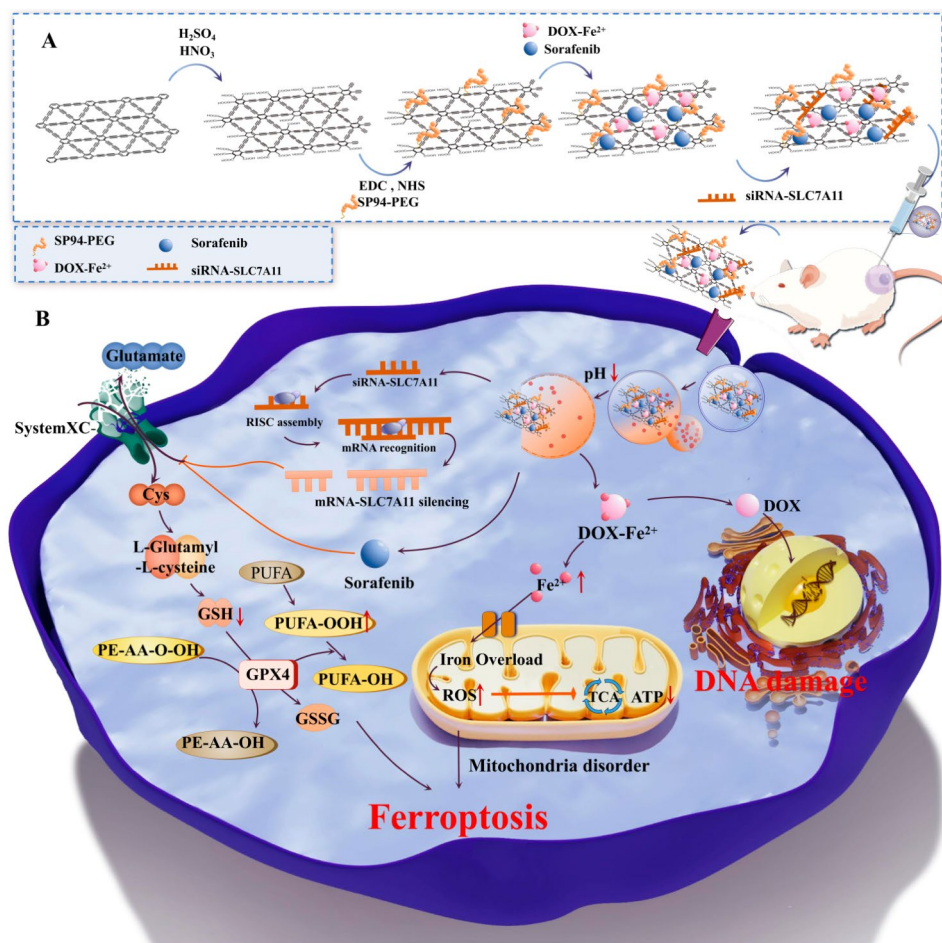 A
H₂SO₄
HNO₃
EDC , NHS
SP94-PEG
DOX-Fe²⁺
Sorafenib
siRNA-SLC7A11
SP94-PEG
Sorafenib
DOX-Fe²⁺
siRNA-SLC7A11
B
Glutamate
SystemXC-
siRNA-SLC7A11
RISC assembly
mRNA recognition
mRNA-SLC7A11 silencing
pH
Cys
L-Glutamyl
-L-cysteine
GSH
PUFA
PUFA-OOH
PE-AA-O-OH
GPX4
PUFA-OH
GSSG
PE-AA-OH
Sorafenib
DOX-Fe²⁺
DOX
Fe²⁺
Iron Overload
ROS
TCA
ATP
DNA damage
Mitochondria disorder
Ferroptosis